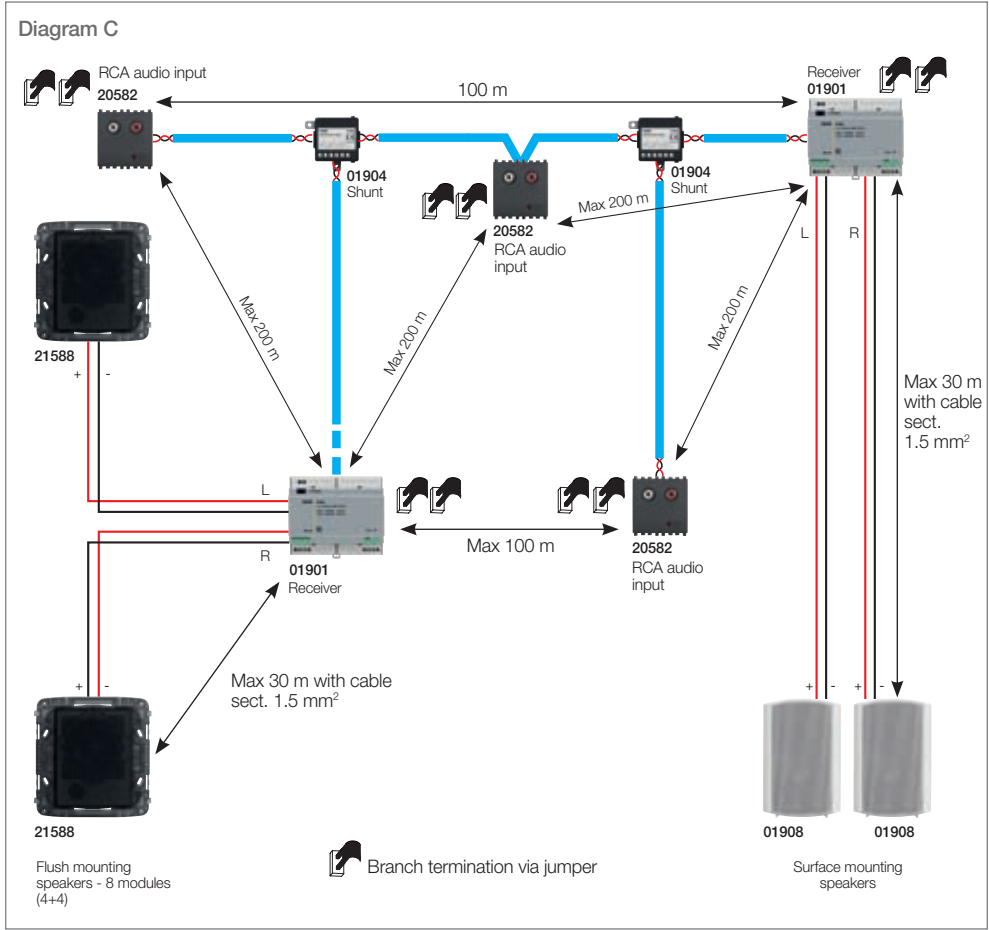 Diagram C
RCA audio input
20582
100 m
Receiver
01901
01904
Shunt
01904
Shunt
20582
RCA audio
input
Max 200 m
L
R
Max 200 m
Max 200 m
Max 200 m
21588
+ -
Max 30 m
with cable
sect.
1.5 mm²
L
R
01901
Receiver
Max 100 m
20582
RCA audio
input
Max 30 m with cable
sect. 1.5 mm²
+ -
+ - + -
21588
01908
01908
Flush mounting
speakers - 8 modules
(4+4)
Branch termination via jumper
Surface mounting
speakers